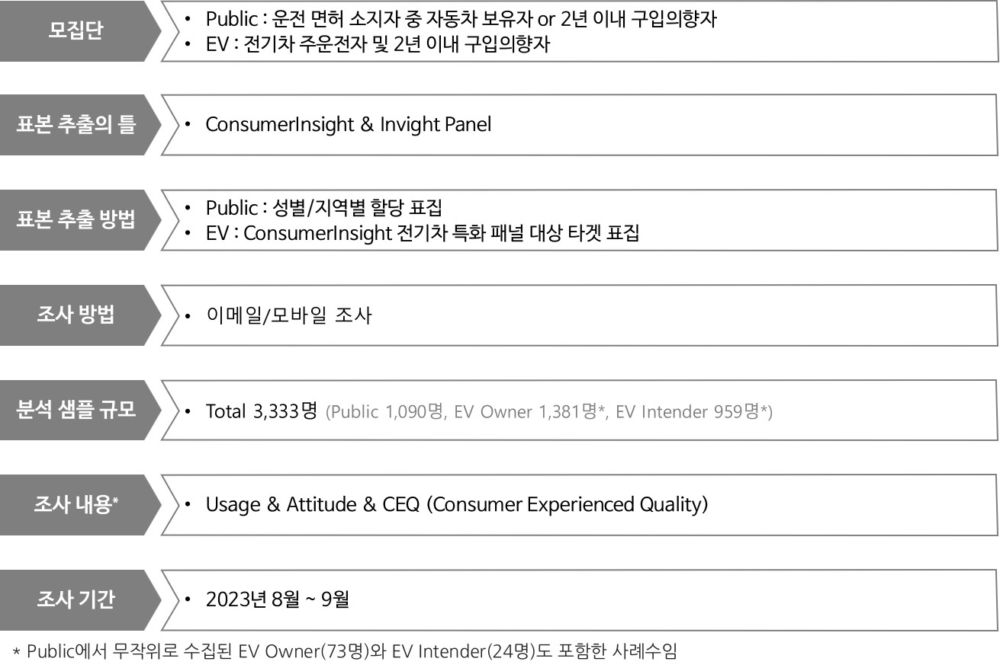 모집단
• Public : 운전 면허 소지자 중 자동차 보유자 or 2년 이내 구입의향자
• EV : 전기차 주운전자 및 2년 이내 구입의향자
표본 추출의 틀
• ConsumerInsight & Invight Panel
표본 추출 방법
• Public : 성별/지역별 할당 표집
• EV : ConsumerInsight 전기차 특화 패널 대상 타겟 표집
조사 방법
• 이메일/모바일 조사
분석 샘플 규모
• Total 3,333명 (Public 1,090명, EV Owner 1,381명*, EV Intender 959명*)
조사 내용*
• Usage & Attitude & CEQ (Consumer Experienced Quality)
조사 기간
• 2023년 8월 ~ 9월
* Public에서 무작위로 수집된 EV Owner(73명)와 EV Intender(24명)도 포함한 사례수임